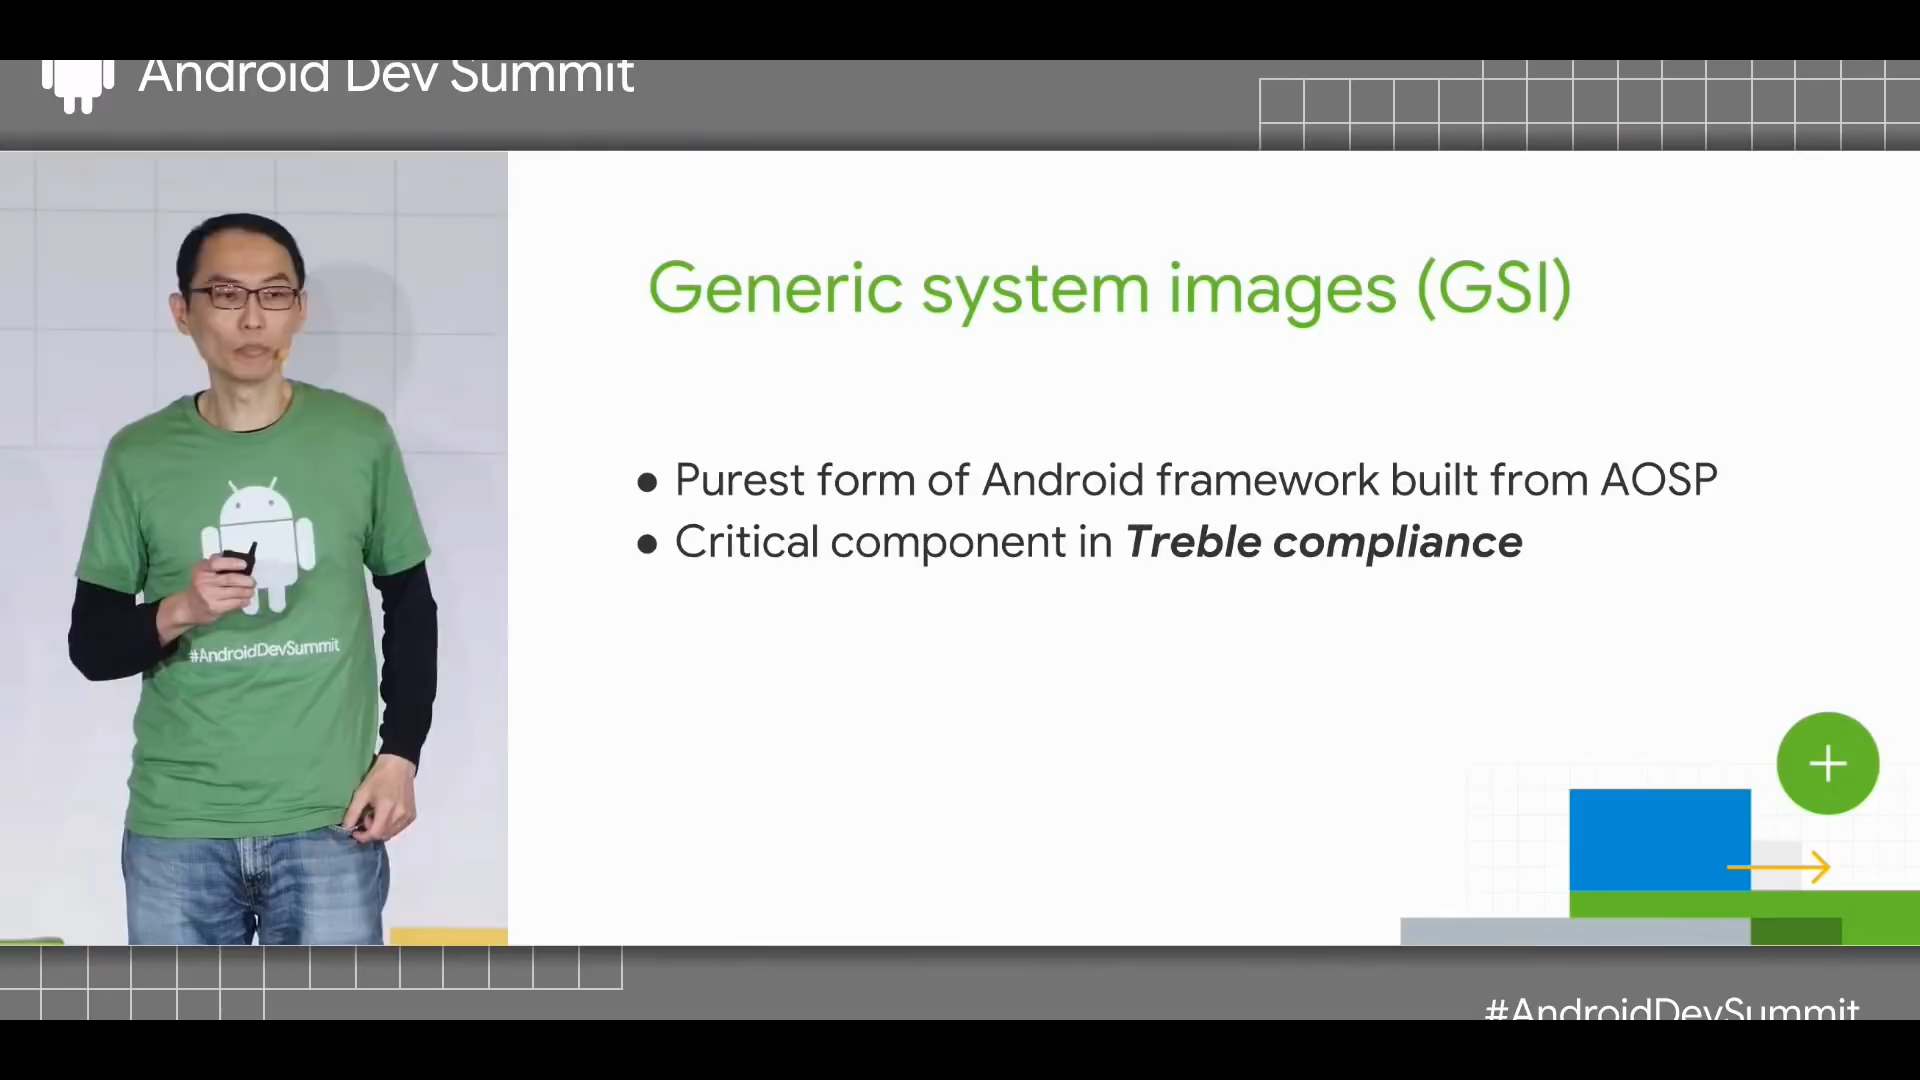 Android Dev Summit
Generic system images (GSI)
● Purest form of Android framework built from AOSP
● Critical component in Treble compliance
#AndroidDevSummit
#AndroidDevSummit